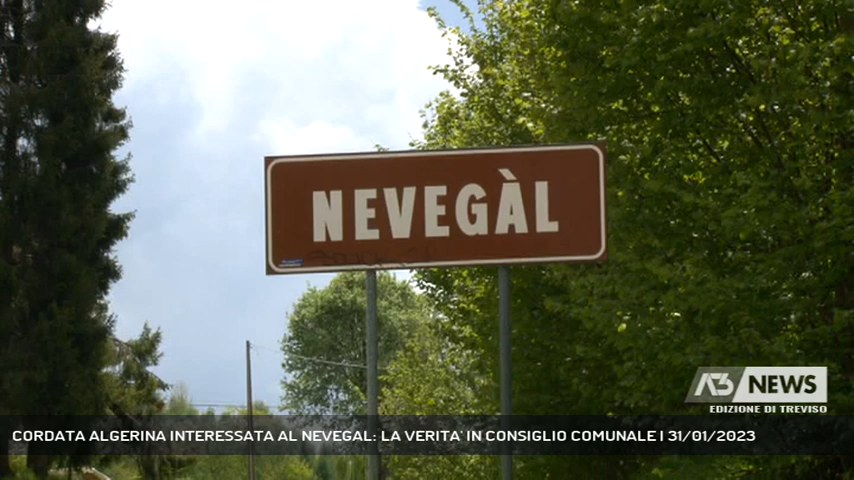 NEVEGÀL
A3 NEWS
EDIZIONE DI TREVISO
CORDATA ALGERINA INTERESSATA AL NEVEGAL: LA VERITA' IN CONSIGLIO COMUNALE | 31/01/2023